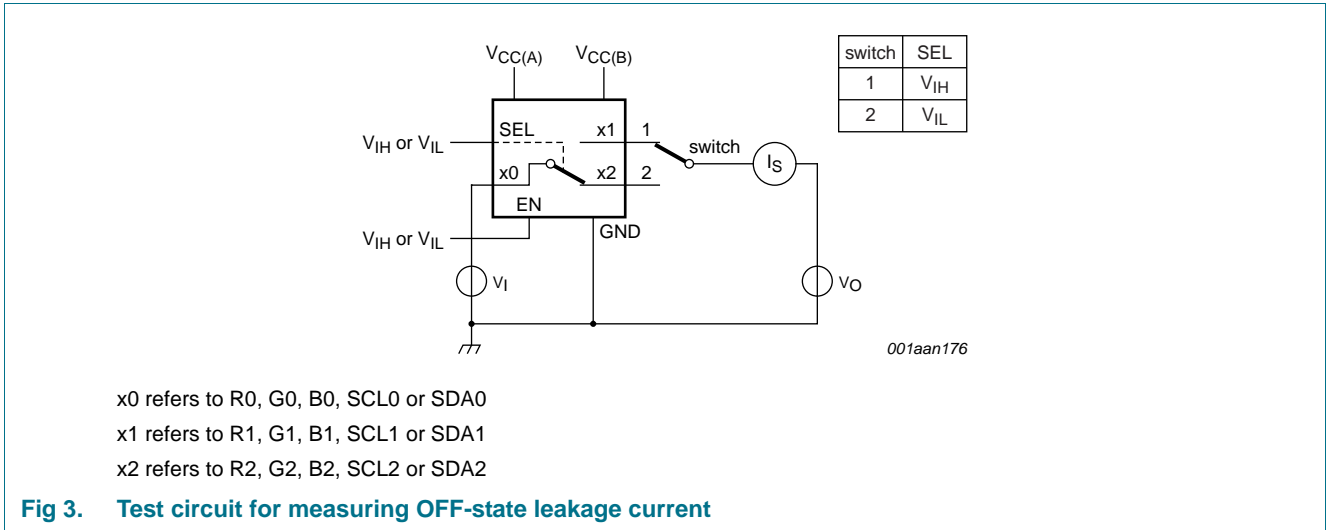 VCC(A) VCC(B)
switch SEL
1 VIH
2 VIL
SEL x1 1
VIH or VIL
switch
IS
x0 x2 2
EN
GND
VIH or VIL
VI
VO
001aan176
x0 refers to R0, G0, B0, SCL0 or SDA0
x1 refers to R1, G1, B1, SCL1 or SDA1
x2 refers to R2, G2, B2, SCL2 or SDA2
Fig 3. Test circuit for measuring OFF-state leakage current